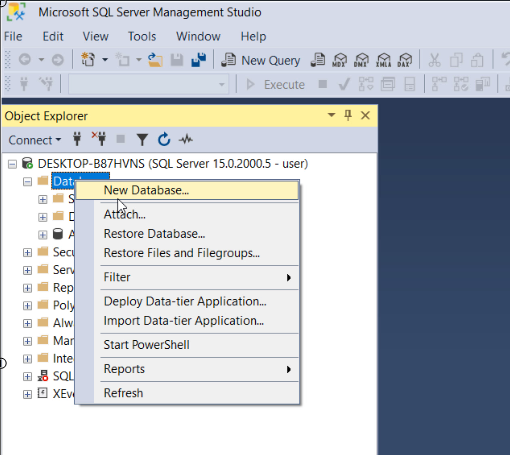 Microsoft SQL Server Management Studio
File Edit View Tools Window Help
New Query MDX DMX XMLA DAX
Execute
Object Explorer
Connect
DESKTOP-B87HVNS (SQL Server 15.0.2000.5 - user)
Data
New Database...
S
Attach...
D
Restore Database...
A
Restore Files and Filegroups...
Secu
Serv
Filter
Rep
Deploy Data-tier Application...
Poly
Import Data-tier Application...
Alw
Man
Start PowerShell
Inte
Reports
SQL
Refresh
XEve